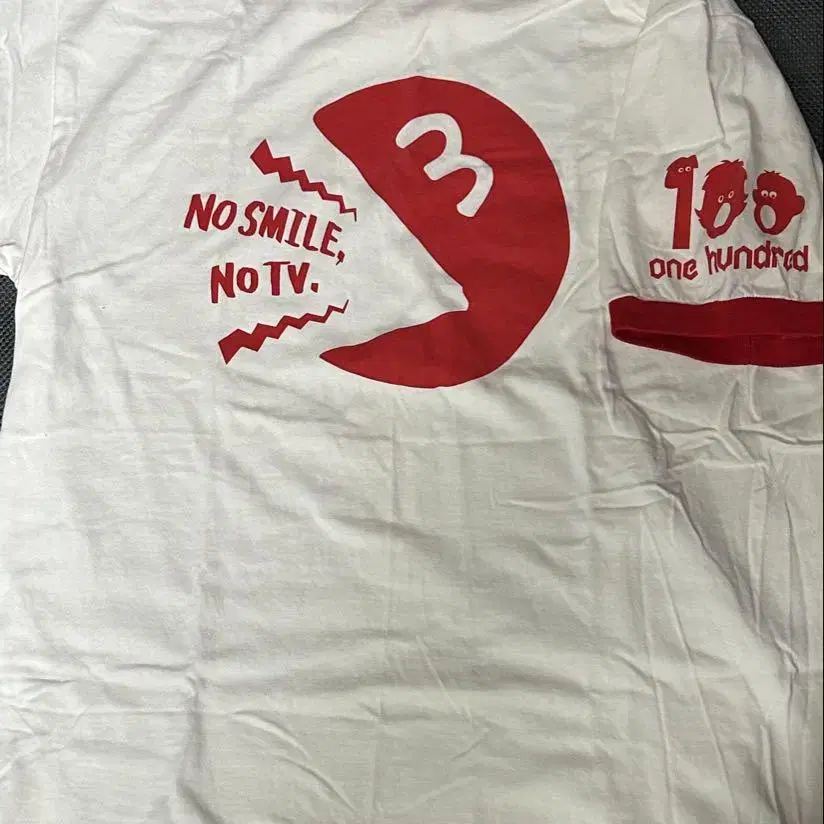 3
NO SMILE,
NO TV.
100
one hundred